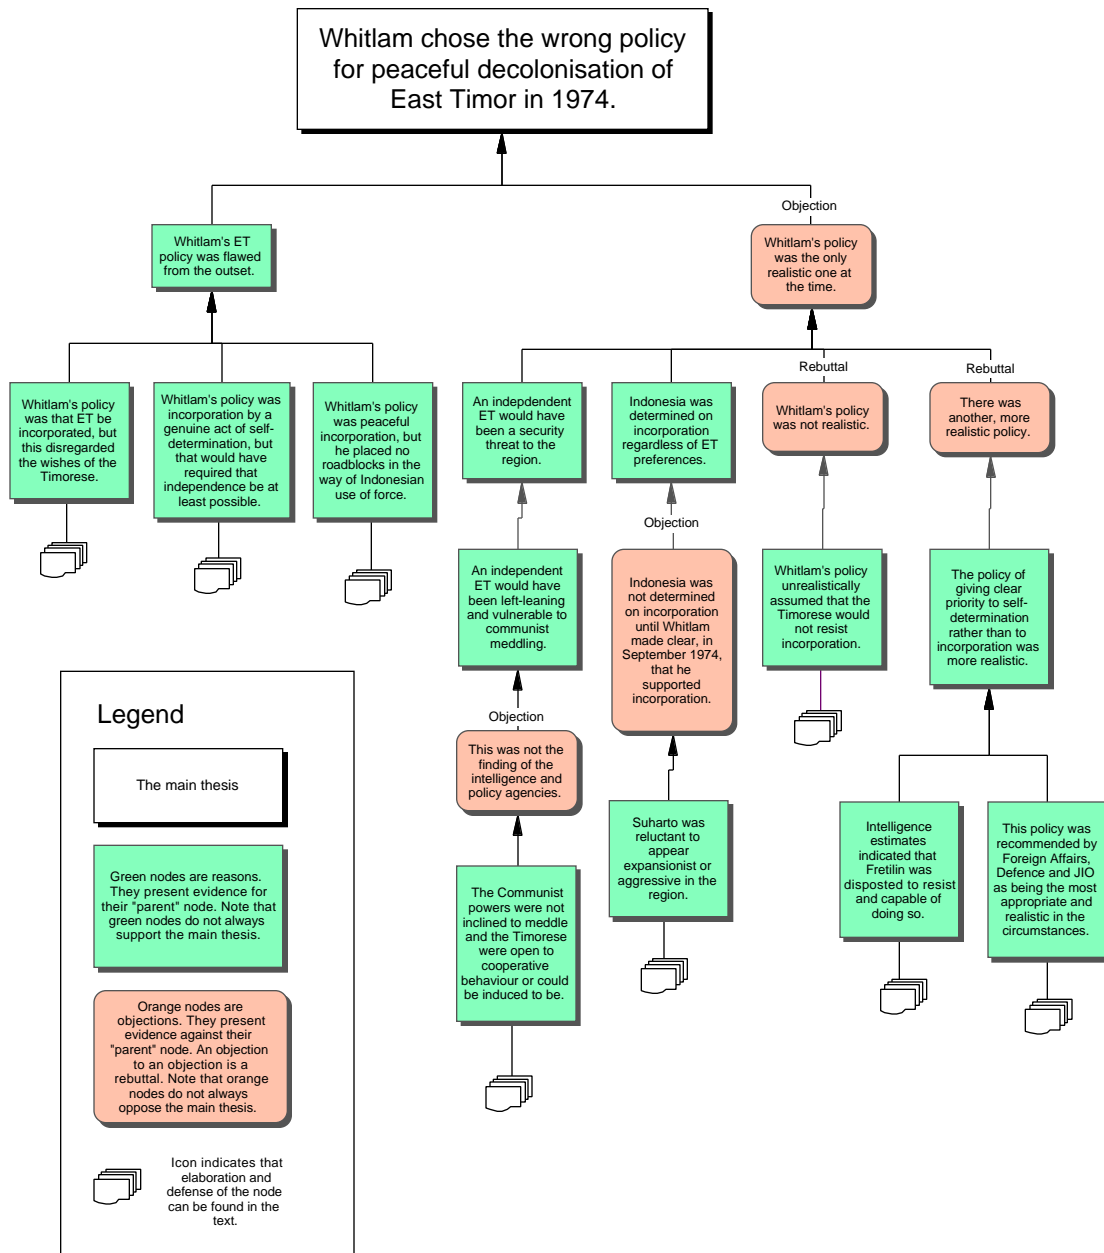 Whitlam chose the wrong policy
for peaceful decolonisation of
East Timor in 1974.
Objection
Whitlam's ET
policy was flawed
from the outset.
Whitlam's policy
was the only
realistic one at
the time.
Rebuttal
Rebuttal
Whitlam's policy
was that ET be
incorporated, but
this disregarded
the wishes of the
Timorese.
Whitlam's policy was
incorporation by a
genuine act of self-
determination, but
that would have
required that
independence be at
least possible.
Whitlam's policy
was peaceful
incorporation, but
he placed no
roadblocks in the
way of Indonesian
use of force.
An indepdendent
ET would have
been a security
threat to the
region.
Indonesia was
determined on
incorporation
regardless of ET
preferences.
Whitlam's policy
was not realistic.
There was
another, more
realistic policy.
Objection
An independent
ET would have
been left-leaning
and vulnerable to
communist
meddling.
Indonesia was
not determined
on incorporation
until Whitlam
made clear, in
September 1974,
that he
supported
incorporation.
Whitlam's policy
unrealistically
assumed that the
Timorese would
not resist
incorporation.
The policy of
giving clear
priority to self-
determination
rather than to
incorporation was
more realistic.
Objection
This was not the
finding of the
intelligence and
policy agencies.
Suharto was
reluctant to
appear
expansionist or
aggressive in the
region.
Intelligence
estimates
indicated that
Fretilin was
disposted to resist
and capable of
doing so.
This policy was
recommended by
Foreign Affairs,
Defence and JIO
as being the most
appropriate and
realistic in the
circumstances.
The Communist
powers were not
inclined to meddle
and the Timorese
were open to
cooperative
behaviour or could
be induced to be.
Legend
The main thesis
Green nodes are reasons.
They present evidence for
their "parent" node. Note that
green nodes do not always
support the main thesis.
Orange nodes are
objections. They present
evidence against their
"parent" node. An objection
to an objection is a
rebuttal. Note that orange
nodes do not always
oppose the main thesis.
Icon indicates that
elaboration and
defense of the node
can be found in the
text.